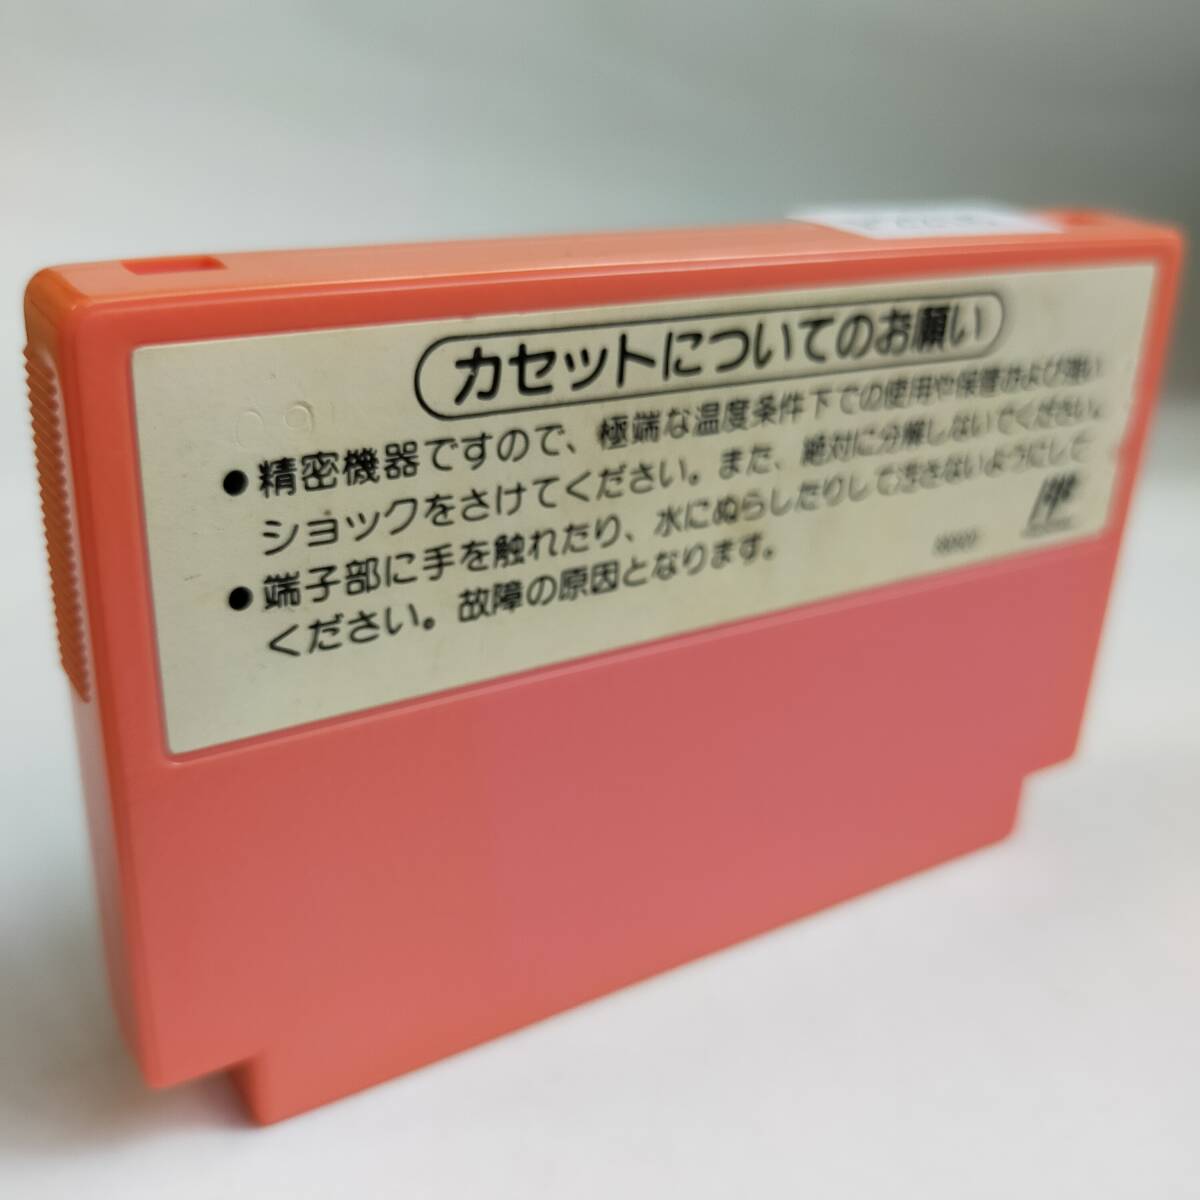 カセットについてのお願い
●精密機器ですので、極端な温度条件下での使用や保管および強い
ショックをさけてください。また、絶対に分解しないでください。
●端子部に手を触れたり、水にぬらしたりして汚さないようにして
ください。故障の原因となります。
09